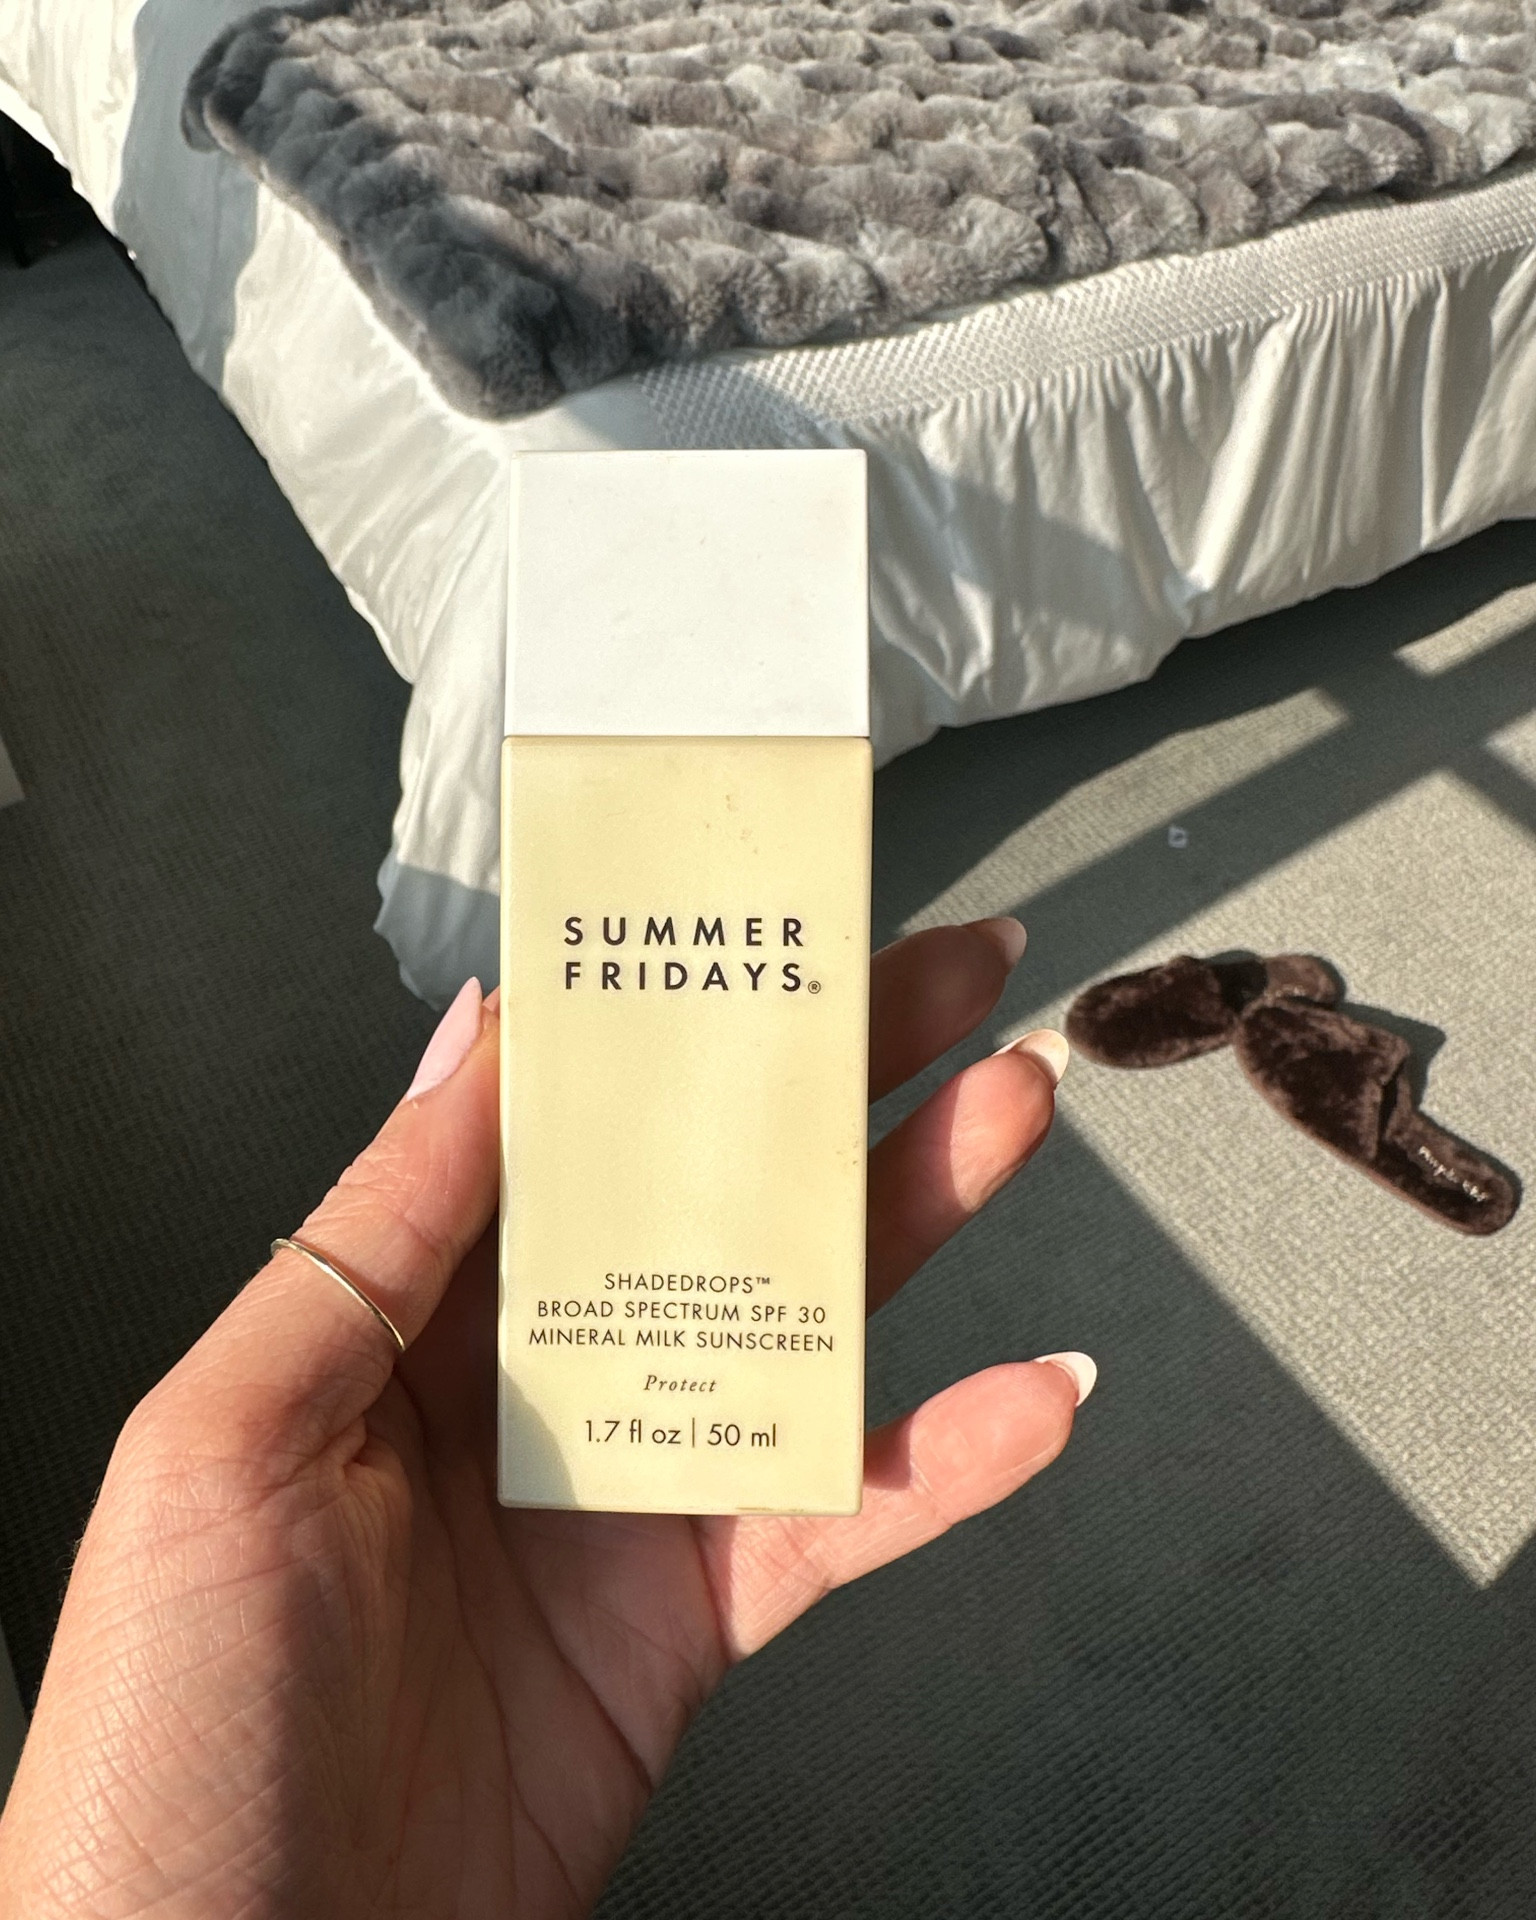 SUMMER
FRIDAYS®
SHADEDROPS™
BROAD SPECTRUM SPF 30
MINERAL MILK SUNSCREEN
Protect
1.7 fl oz | 50 ml